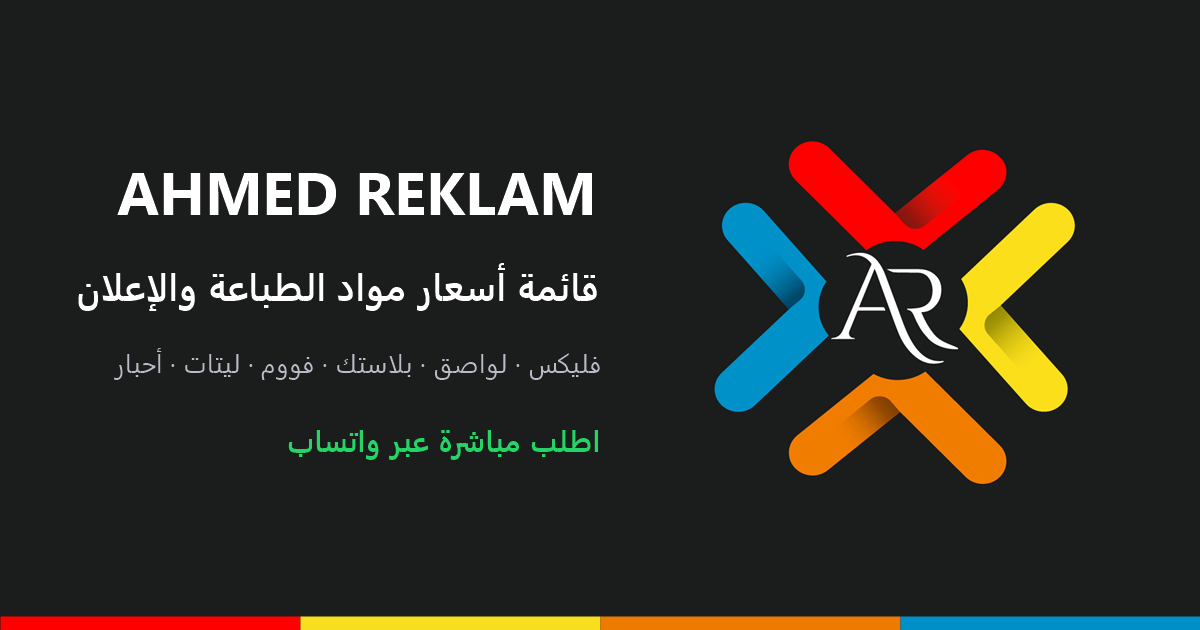 AHMED REKLAM
قائمة أسعار مواد الطباعة والإعلان
فليكس · لواصق · بلاستك · فووم · ليتات · أحبار
اطلب مباشرة عبر واتساب
AR